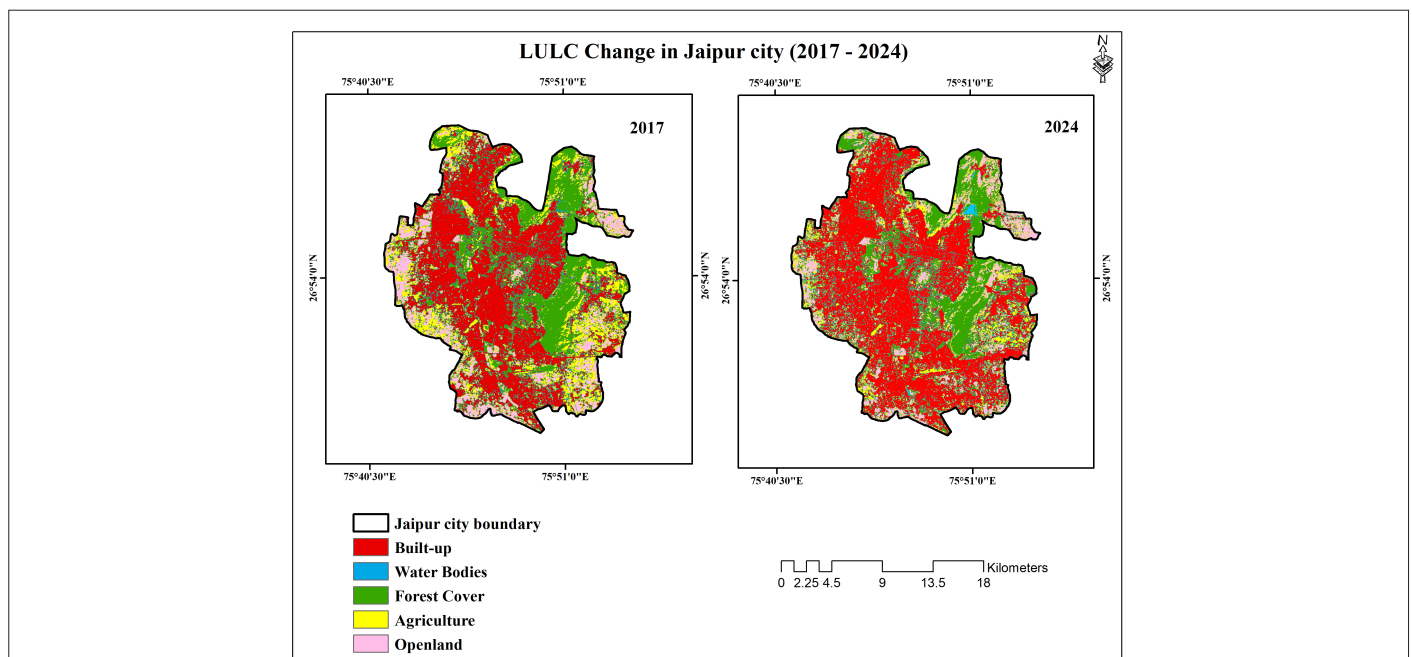 LULC Change in Jaipur city (2017 - 2024)
N
75°40'30"E 75°51'0"E
75°40'30"E 75°51'0"E
2017
2024
26°54'0"N
26°54'0"N
26°54'0"N
75°40'30"E 75°51'0"E
75°40'30"E 75°51'0"E
Jaipur city boundary
Built-up
Water Bodies
Forest Cover
Agriculture
Openland
Kilometers
0 2.25 4.5 9 13.5 18